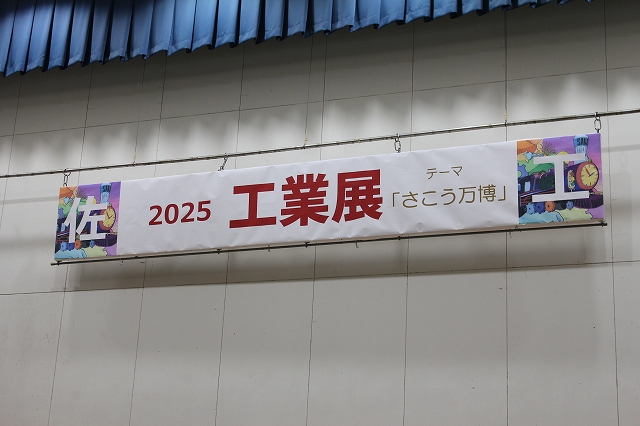 佐
2025 工業展
テーマ
「さこう万博」
工